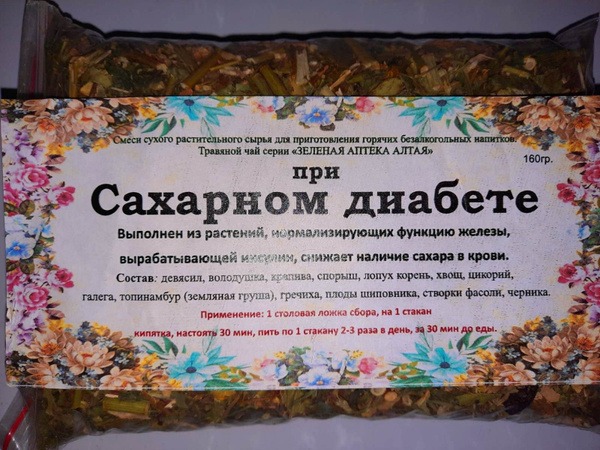 Смеси сухого растительного сырья для приготовления горячих безалкогольных напитков.
Травяной чай серии «ЗЕЛЕНАЯ АПТЕКА АЛТАЯ»
160гр.
при
Сахарном диабете
Выполнен из растений, нормализирующих функцию железы,
вырабатывающей инсулин, снижает наличие сахара в крови.
Состав: девясил, володушка, крапива, спорыш, лопух корень, хвощ, цикорий,
галега, топинамбур (земляная груша), гречиха, плоды шиповника, створки фасоли, черника.
Применение: 1 столовая ложка сбора, на 1 стакан
кипятка, настоять 30 мин, пить по 1 стакану 2-3 раза в день, за 30 мин до еды.